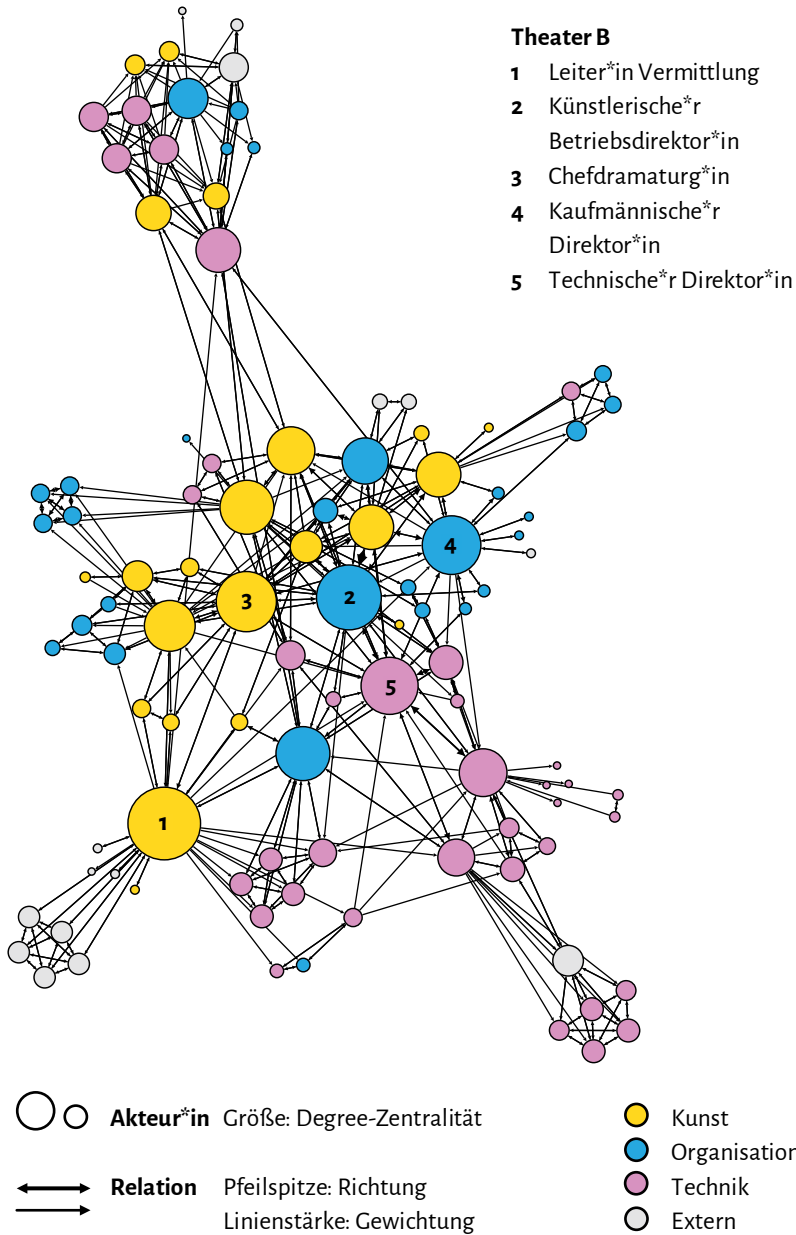 Theater B
1 Leiter*in Vermittlung
2 Künstlerische*r
Betriebsdirektor*in
3 Chefdramaturg*in
4 Kaufmännische*r
Direktor*in
5 Technische*r Direktor*in
4
2
3
5
1
Akteur*in Größe: Degree-Zentralität
Relation Pfeilspitze: Richtung
Linienstärke: Gewichtung
Kunst
Organisation
Technik
Extern